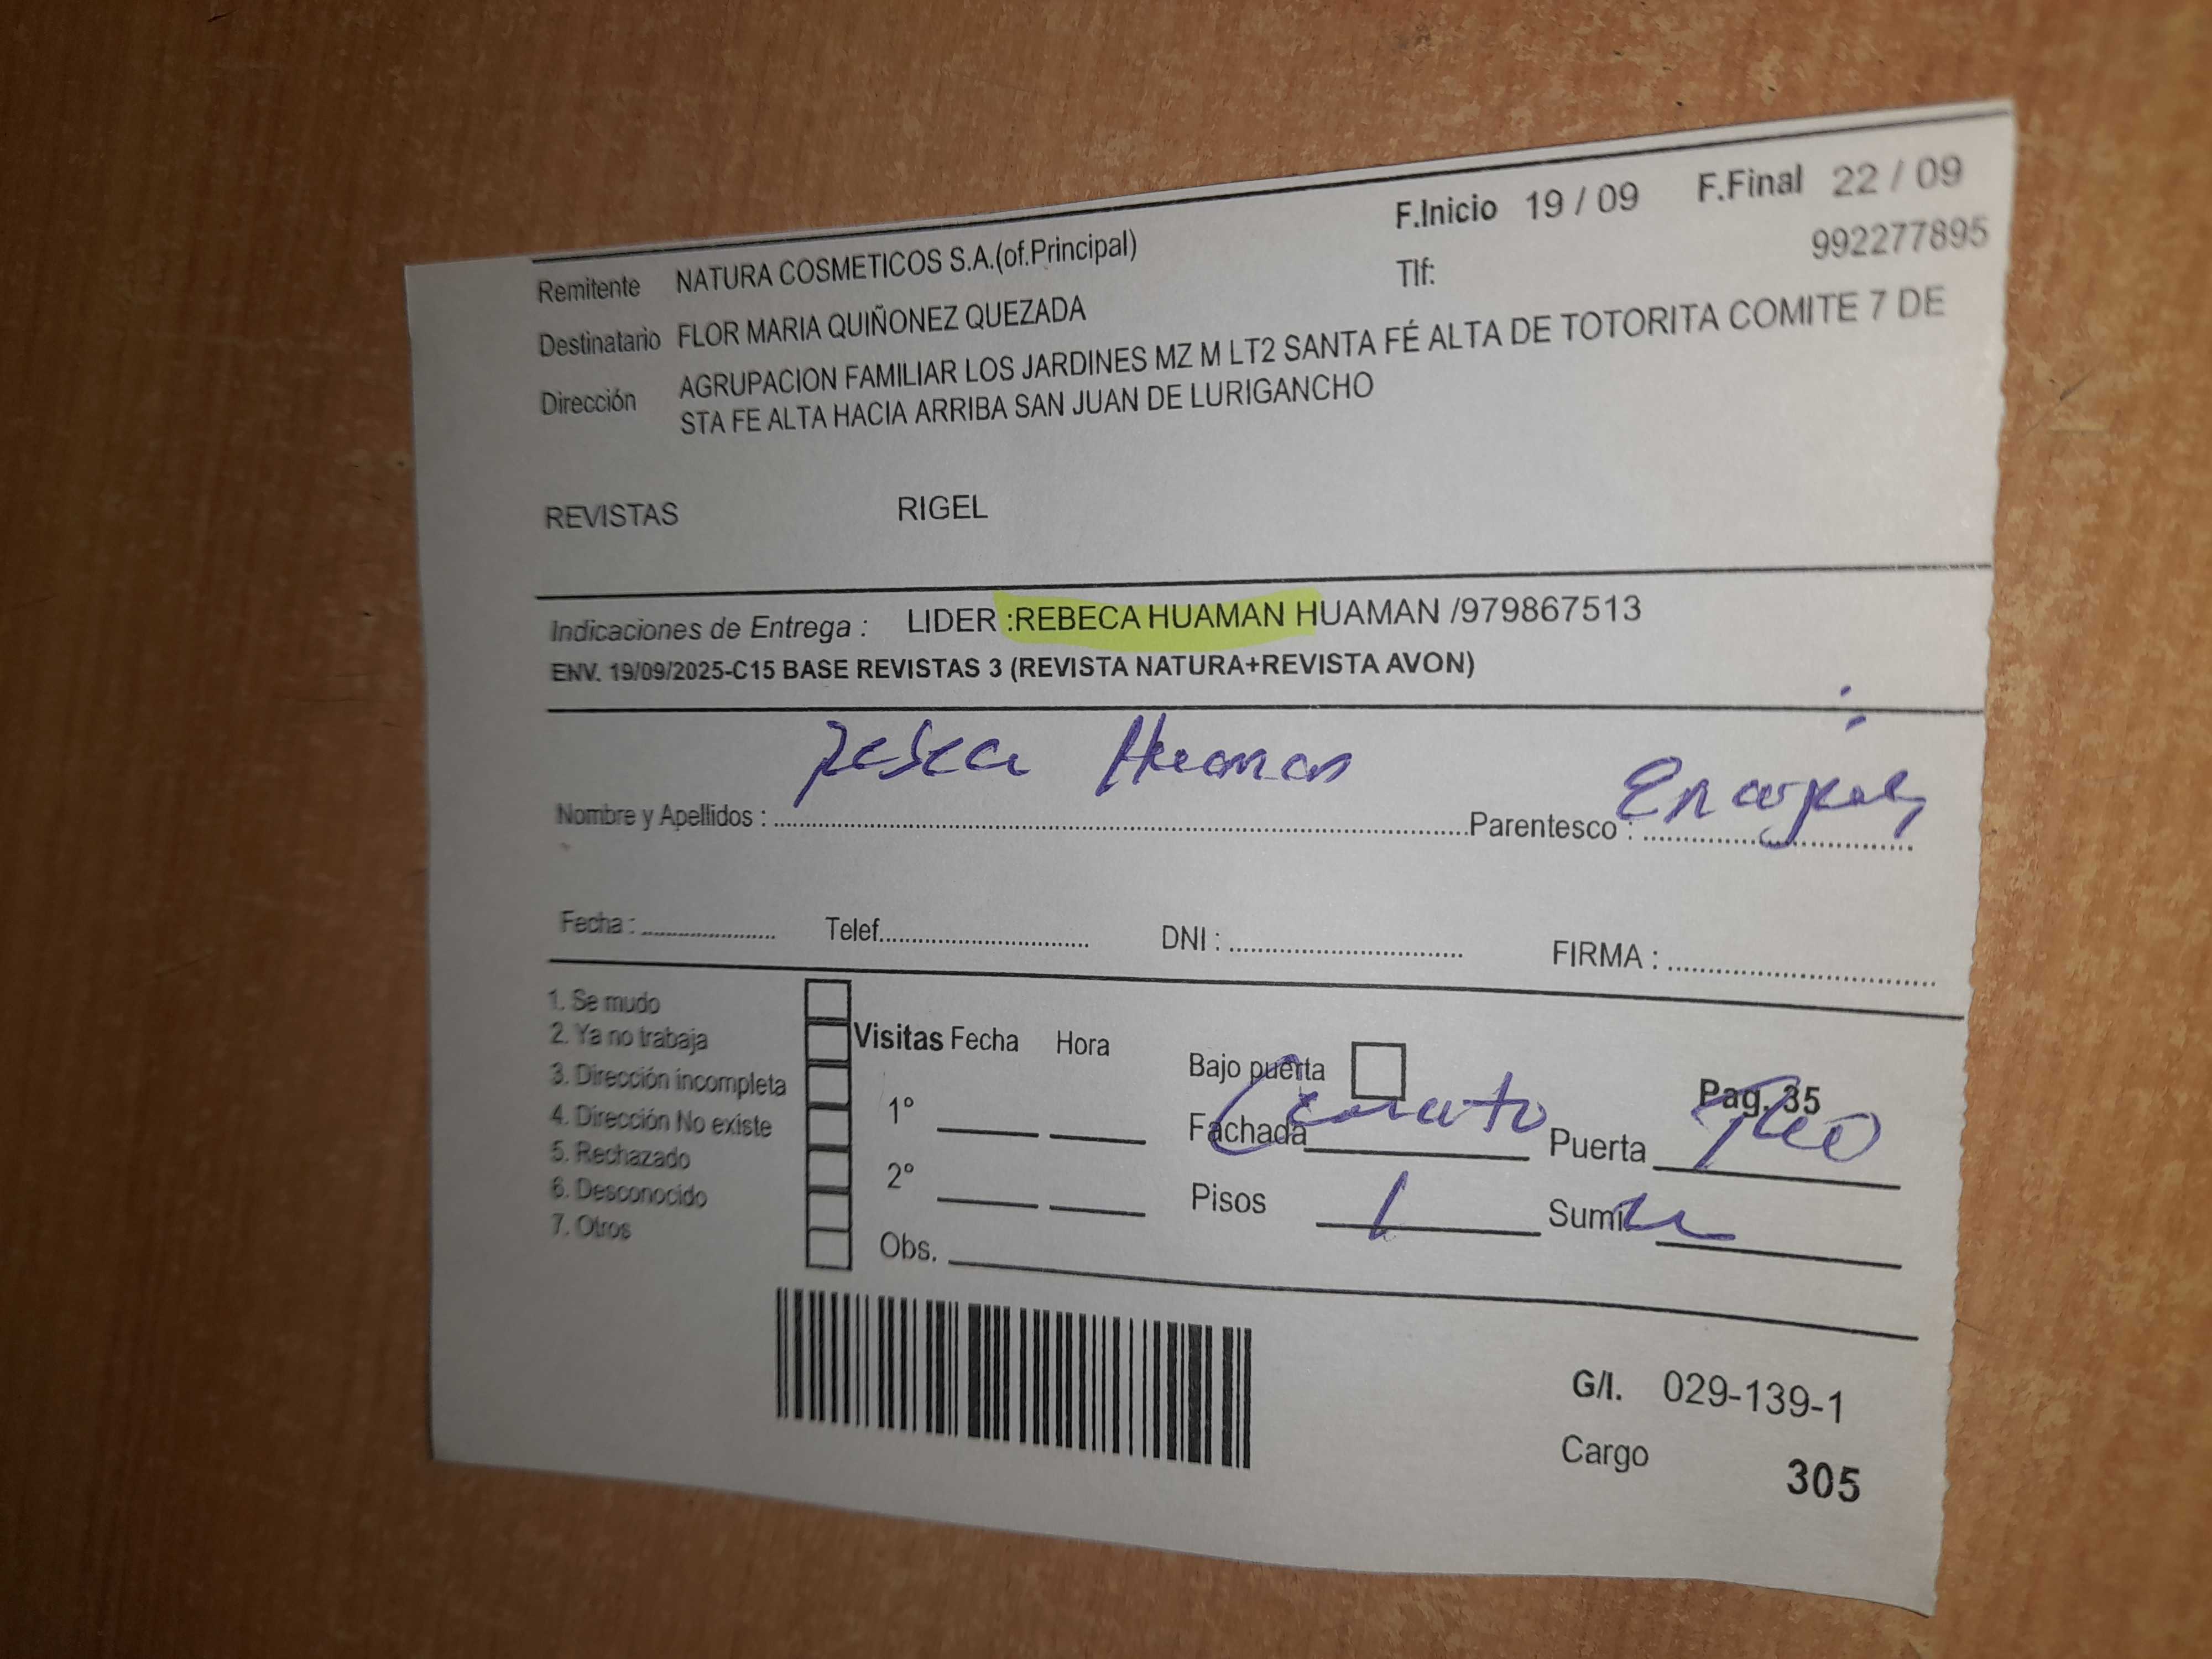 F.Inicio 19 / 09 F.Final 22 / 09
Remitente NATURA COSMETICOS S.A.(of.Principal) Tlf: 992277895
Destinatario FLOR MARIA QUIÑONEZ QUEZADA
Dirección AGRUPACION FAMILIAR LOS JARDINES MZ M LT2 SANTA FÉ ALTA DE TOTORITA COMITE 7 DE
STA FE ALTA HACIA ARRIBA SAN JUAN DE LURIGANCHO
REVISTAS RIGEL
Indicaciones de Entrega : LIDER :REBECA HUAMAN HUAMAN /979867513
ENV. 19/09/2025-C15 BASE REVISTAS 3 (REVISTA NATURA+REVISTA AVON)
Nombre y Apellidos : Huaman Parentesco :
Fecha : Telef. DNI : FIRMA :
1. Se mudo
2. Ya no trabaja
3. Dirección incompleta
4. Dirección No existe
5. Rechazado
6. Desconocido
7. Otros
Visitas Fecha Hora
1°
2°
Obs.
Bajo puerta Pag. 35
Fachada Puerta
Pisos 1 Sumi
G/I. 029-139-1
Cargo 305